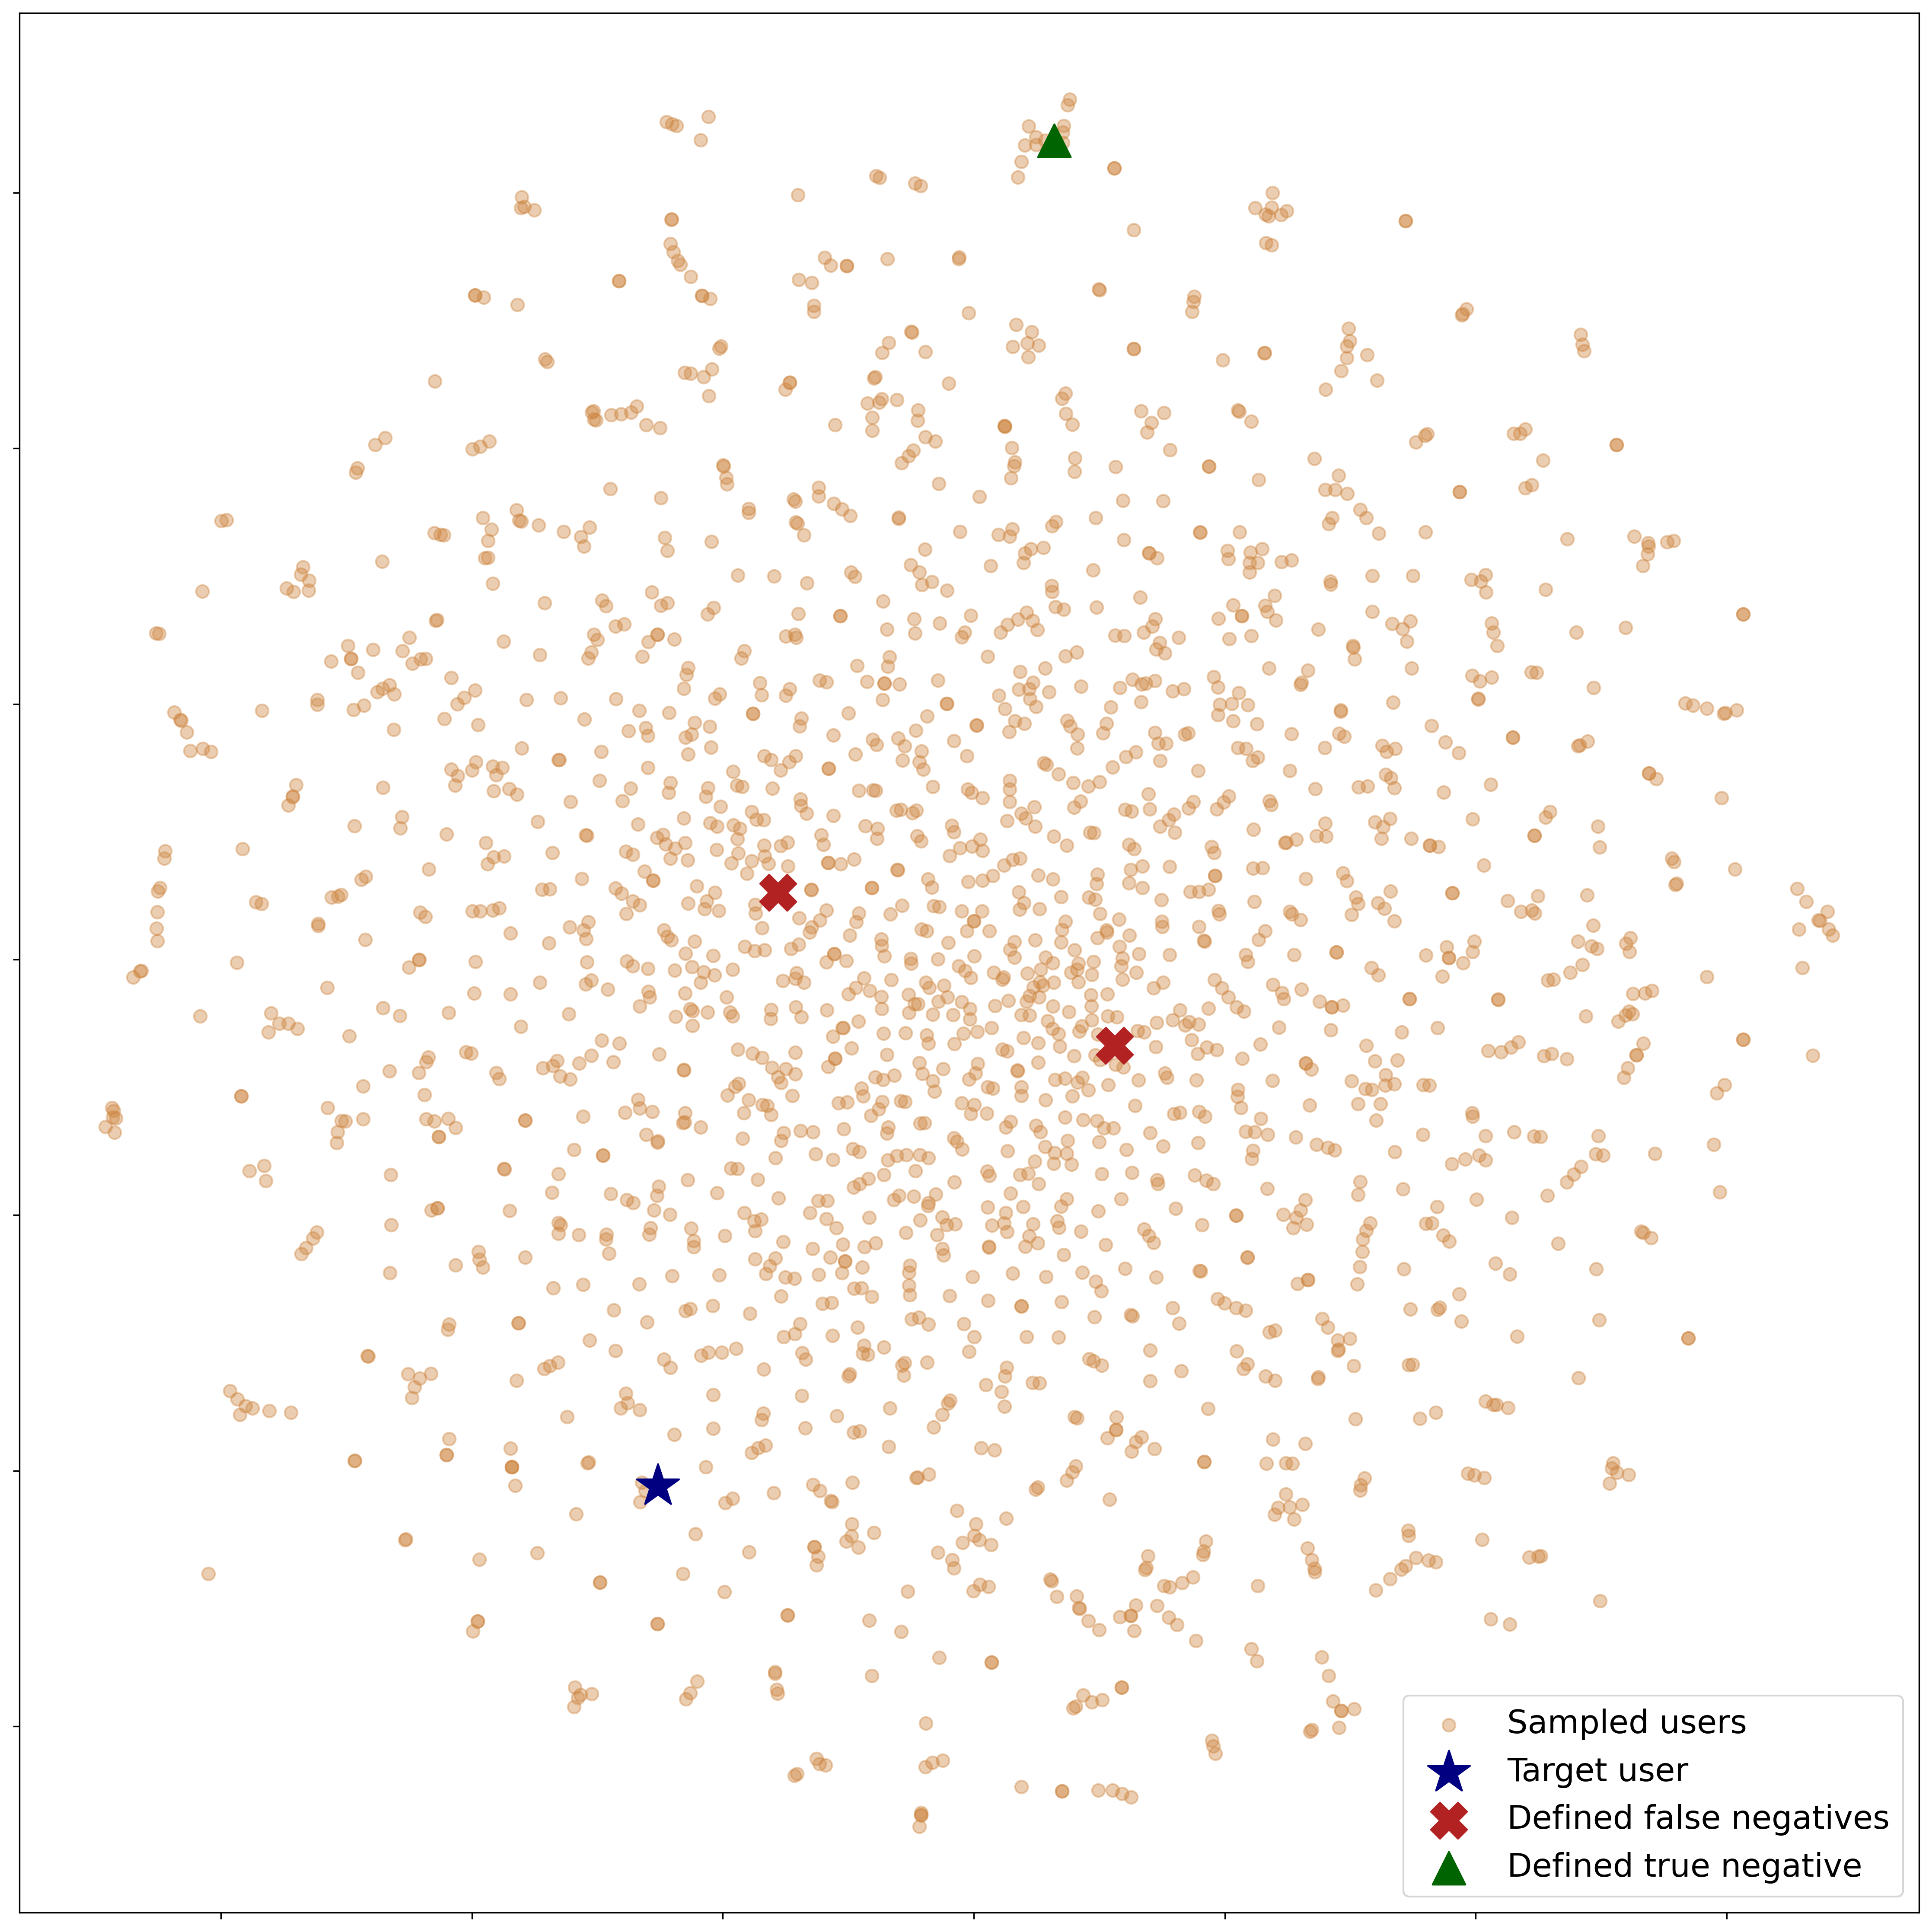 Sampled users
Target user
Defined false negatives
Defined true negative